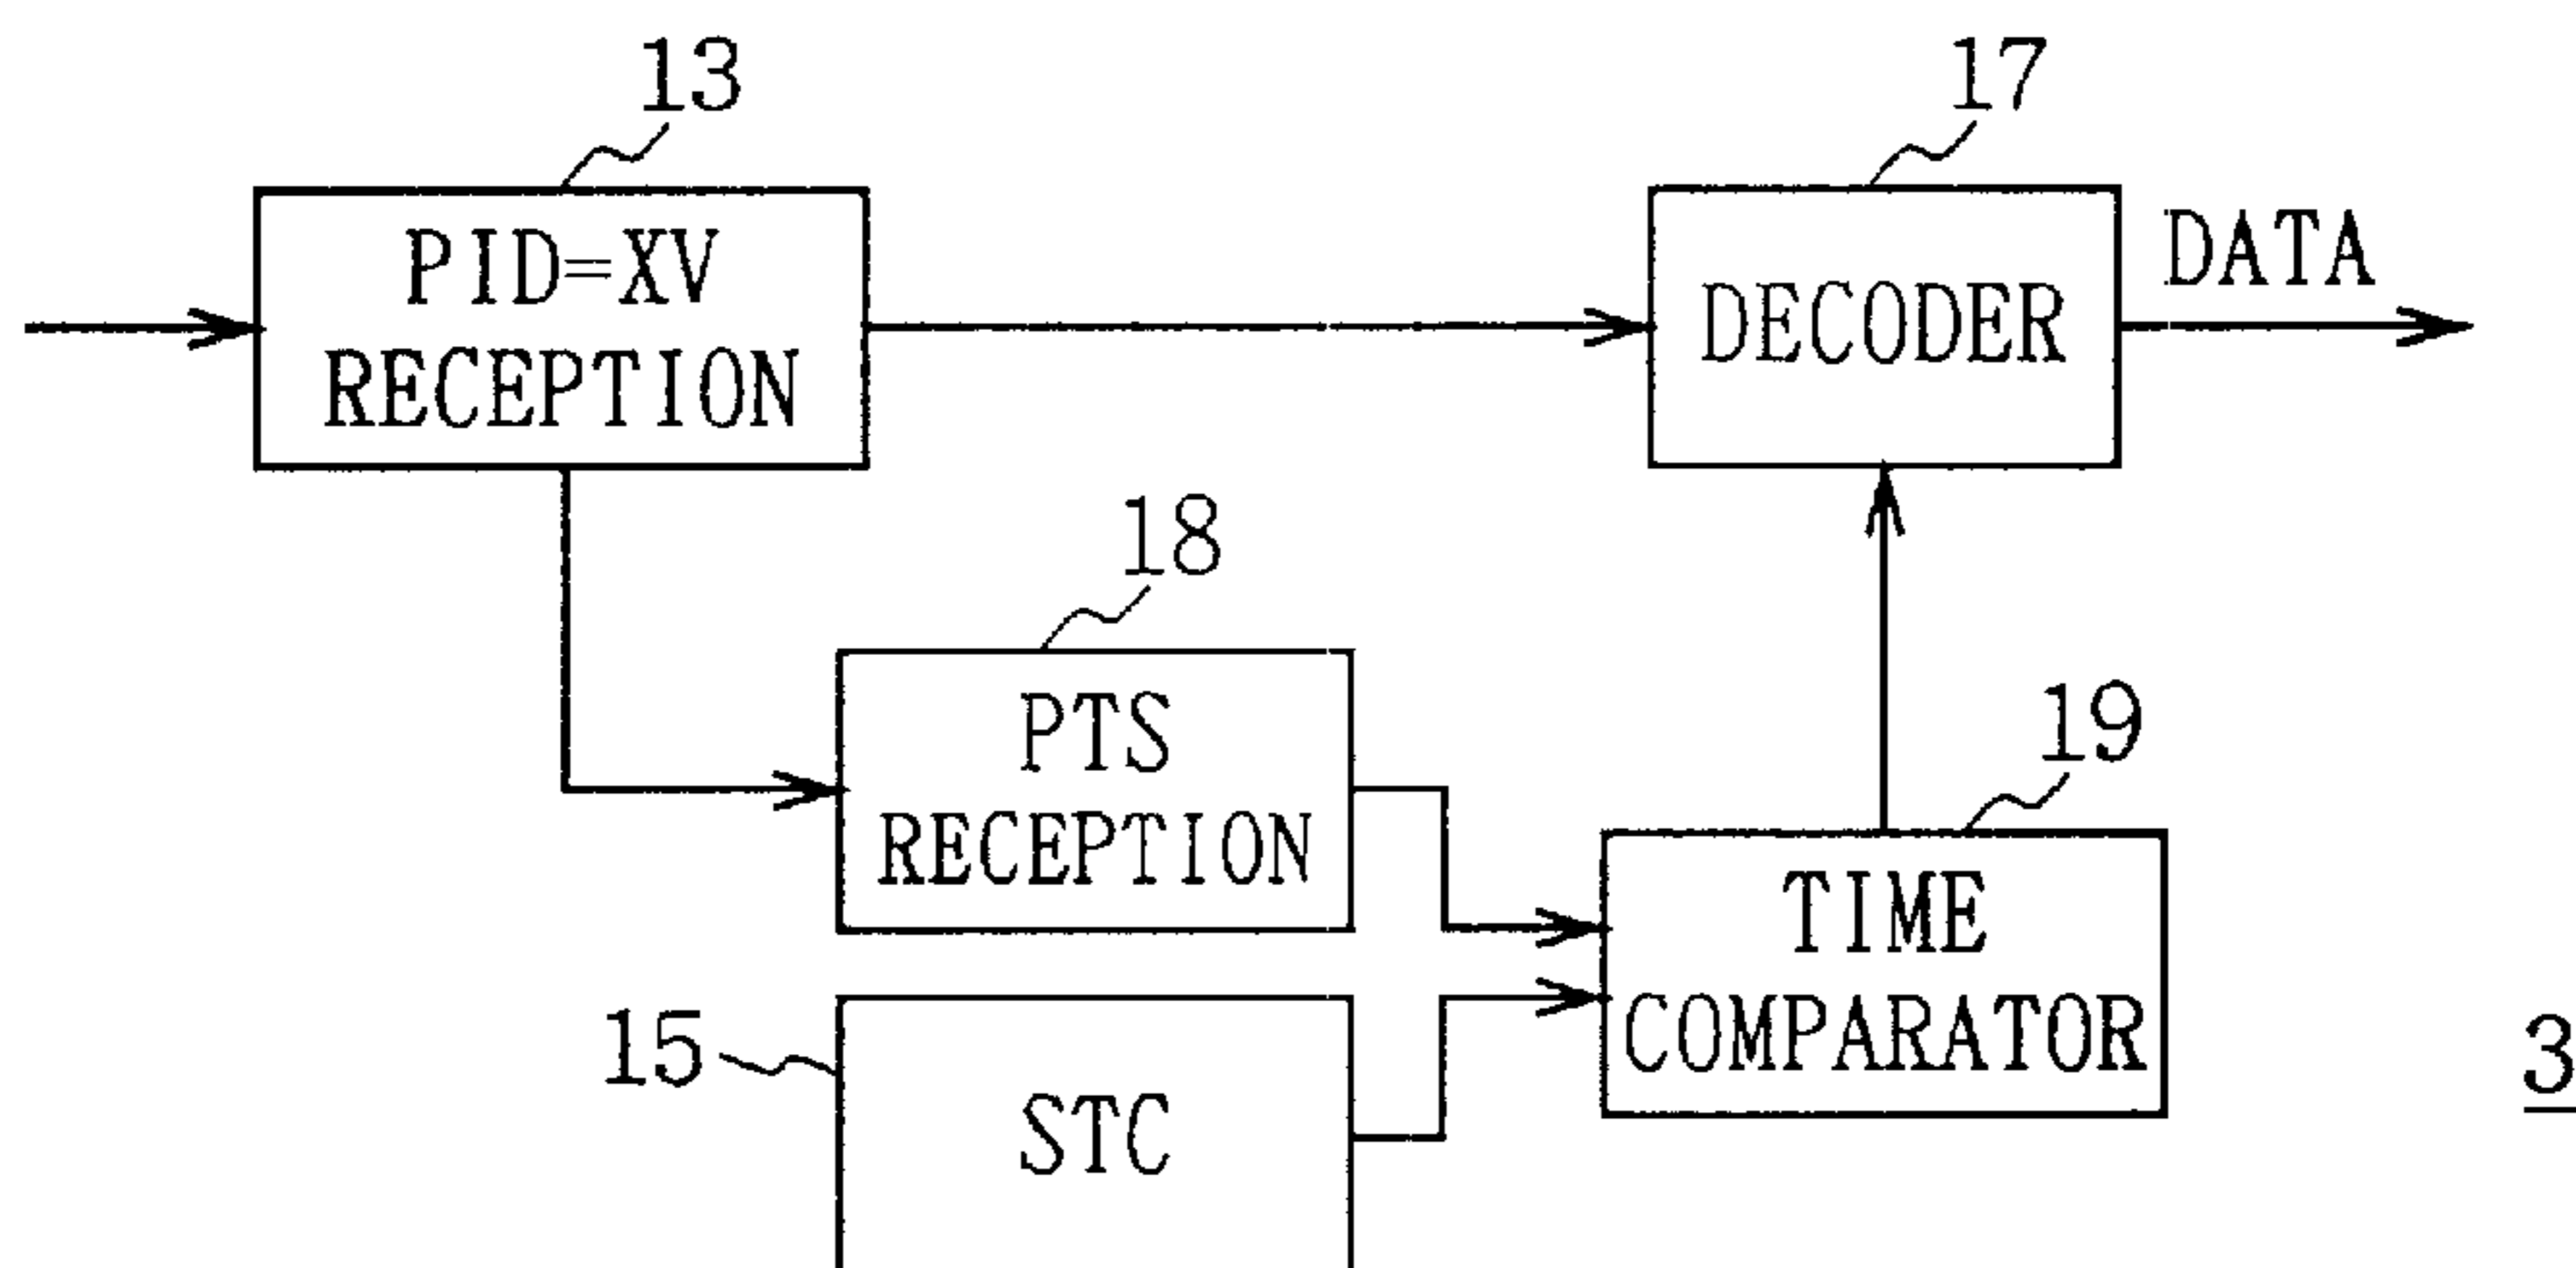 13
17
PID=XV
RECEPTION
DECODER
DATA
18
PTS
RECEPTION
19
TIME
COMPARATOR
15
STC
3